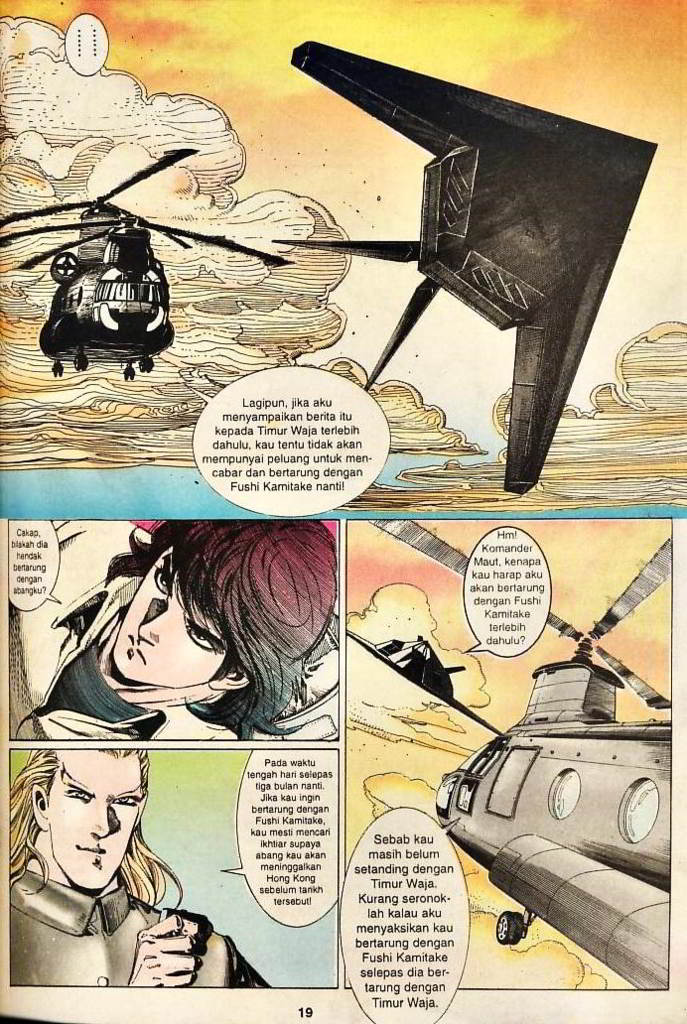 Lagipun, jika aku
menyampaikan berita itu
kepada Timur Waja terlebih
dahulu, kau tentu tidak akan
mempunyai peluang untuk men-
cabar dan bertarung dengan
Fushi Kamitake nanti!
Cakap,
bilakah dia
hendak
bertarung
dengan
abangku?
Hm!
Komander
Maut, kenapa
kau harap aku
akan bertarung
dengan Fushi
Kamitake
terlebih
dahulu?
Pada waktu
tengah hari selepas
tiga bulan nanti.
Jika kau ingin
bertarung dengan
Fushi Kamitake,
kau mesti mencari
ikhtiar supaya
abang kau akan
meninggalkan
Hong Kong
sebelum tarikh
tersebut!
Sebab kau
masih belum
setanding dengan
Timur Waja.
Kurang seronok-
lah kalau aku
menyaksikan kau
bertarung dengan
Fushi Kamitake
selepas dia ber-
tarung dengan
Timur Waja.
19